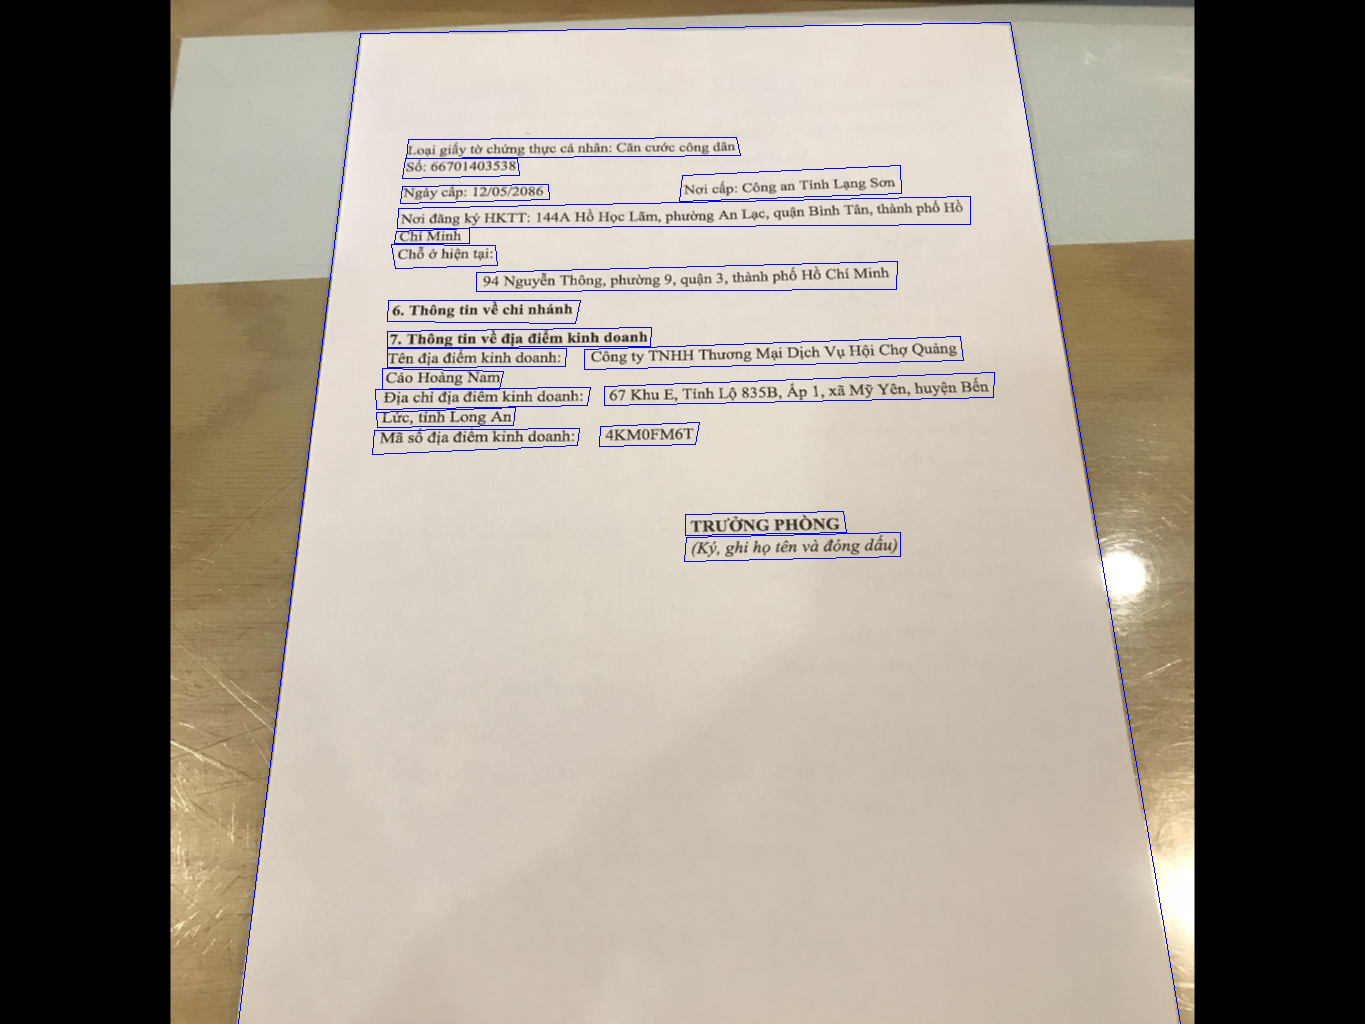 Loại giấy tờ chứng thực cá nhân: Căn cước công dân
Số: 66701403538
Ngày cấp: 12/05/2086 Nơi cấp: Công an Tỉnh Lạng Sơn
Nơi đăng ký HKTT: 144A Hồ Học Lãm, phường An Lạc, quận Bình Tân, thành phố Hồ
Chí Minh
Chỗ ở hiện tại:
94 Nguyễn Thông, phường 9, quận 3, thành phố Hồ Chí Minh
6. Thông tin về chi nhánh
7. Thông tin về địa điểm kinh doanh
Tên địa điểm kinh doanh: Công ty TNHH Thương Mại Dịch Vụ Hội Chợ Quảng
Cáo Hoàng Nam
Địa chỉ địa điểm kinh doanh: 67 Khu E, Tỉnh Lộ 835B, Ấp 1, xã Mỹ Yên, huyện Bến
Lức, tỉnh Long An
Mã số địa điểm kinh doanh: 4KM0FM6T
TRƯỞNG PHÒNG
(Ký, ghi họ tên và đóng dấu)